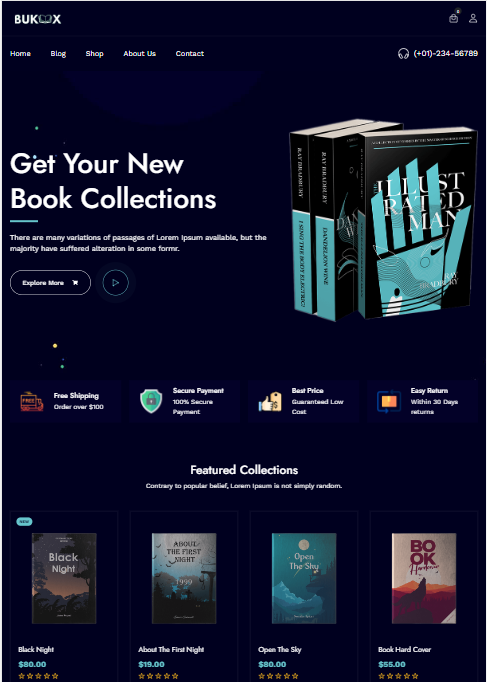 BUKOX
0
Home Blog Shop About Us Contact (+01)-234-56789
Get Your New
Book Collections
There are many variations of passages of Lorem Ipsum available, but the
majority have suffered alteration in some formr.
Explore More
RAY BRADBURY
I SING THE BODY ELECTRIC!
RAY BRADBURY
DANDELION WINE
THE
ILLUST
RATED
MAN
RAY
BRADBURY
FREE
Free Shipping
Order over $100
Secure Payment
100% Secure
Payment
Best Price
Guaranteed Low
Cost
Easy Return
Within 30 Days
returns
Featured Collections
Contrary to popular belief, Lorem Ipsum is not simply random.
NEW
Black
Night
ABOUT
THE FIRST
NIGHT
1999
Open
The Sky
BO
OK
Hardcover
Black Night
$80.00
About The First Night
$19.00
Open The Sky
$80.00
Book Hard Cover
$55.00